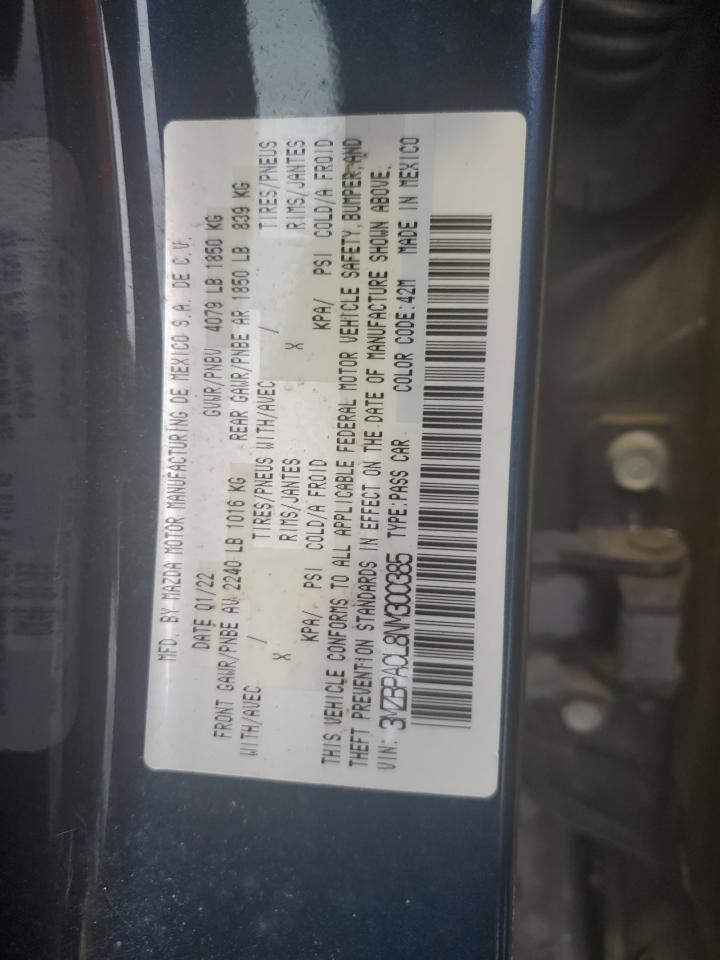 MFD. BY MAZDA MOTOR MANUFACTURING DE MEXICO S.A. DE C.V.
DATE 01/22 GVWR/PNBV 4079 LB 1850 KG
FRONT GAWR/PNBE AV 2240 LB 1016 KG REAR GAWR/PNBE AR 1850 LB 839 KG
WITH/AVEC / TIRES/PNEUS WITH/AVEC / TIRES/PNEUS
X RIMS/JANTES X RIMS/JANTES
KPA/ PSI COLD/A FROID KPA/ PSI COLD/A FROID
THIS VEHICLE CONFORMS TO ALL APPLICABLE FEDERAL MOTOR VEHICLE SAFETY, BUMPER, AND
THEFT PREVENTION STANDARDS IN EFFECT ON THE DATE OF MANUFACTURE SHOWN ABOVE.
VIN: 3MZBPACL8NM300385 TYPE:PASS CAR COLOR CODE:42M MADE IN MEXICO